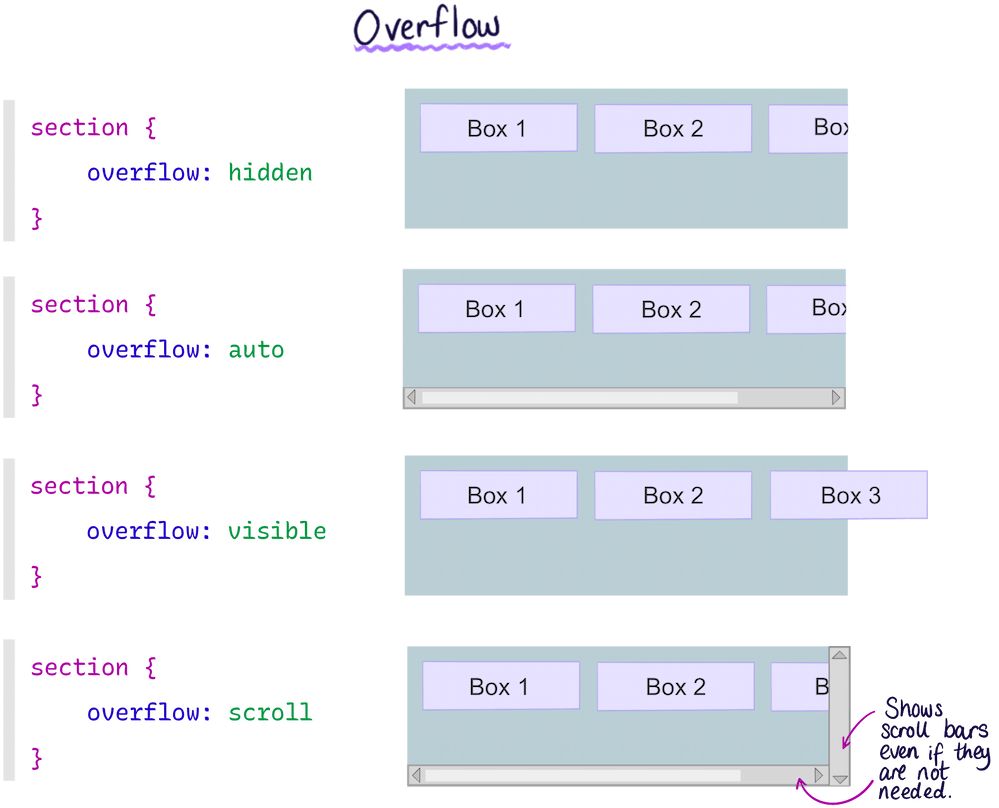 Overflow
section {
overflow: hidden
}
Box 1
Box 2
Box
section {
overflow: auto
}
Box 1
Box 2
Box
section {
overflow: visible
}
Box 1
Box 2
Box 3
section {
overflow: scroll
}
Box 1
Box 2
B
Shows
scroll bars
even if they
are not
needed.